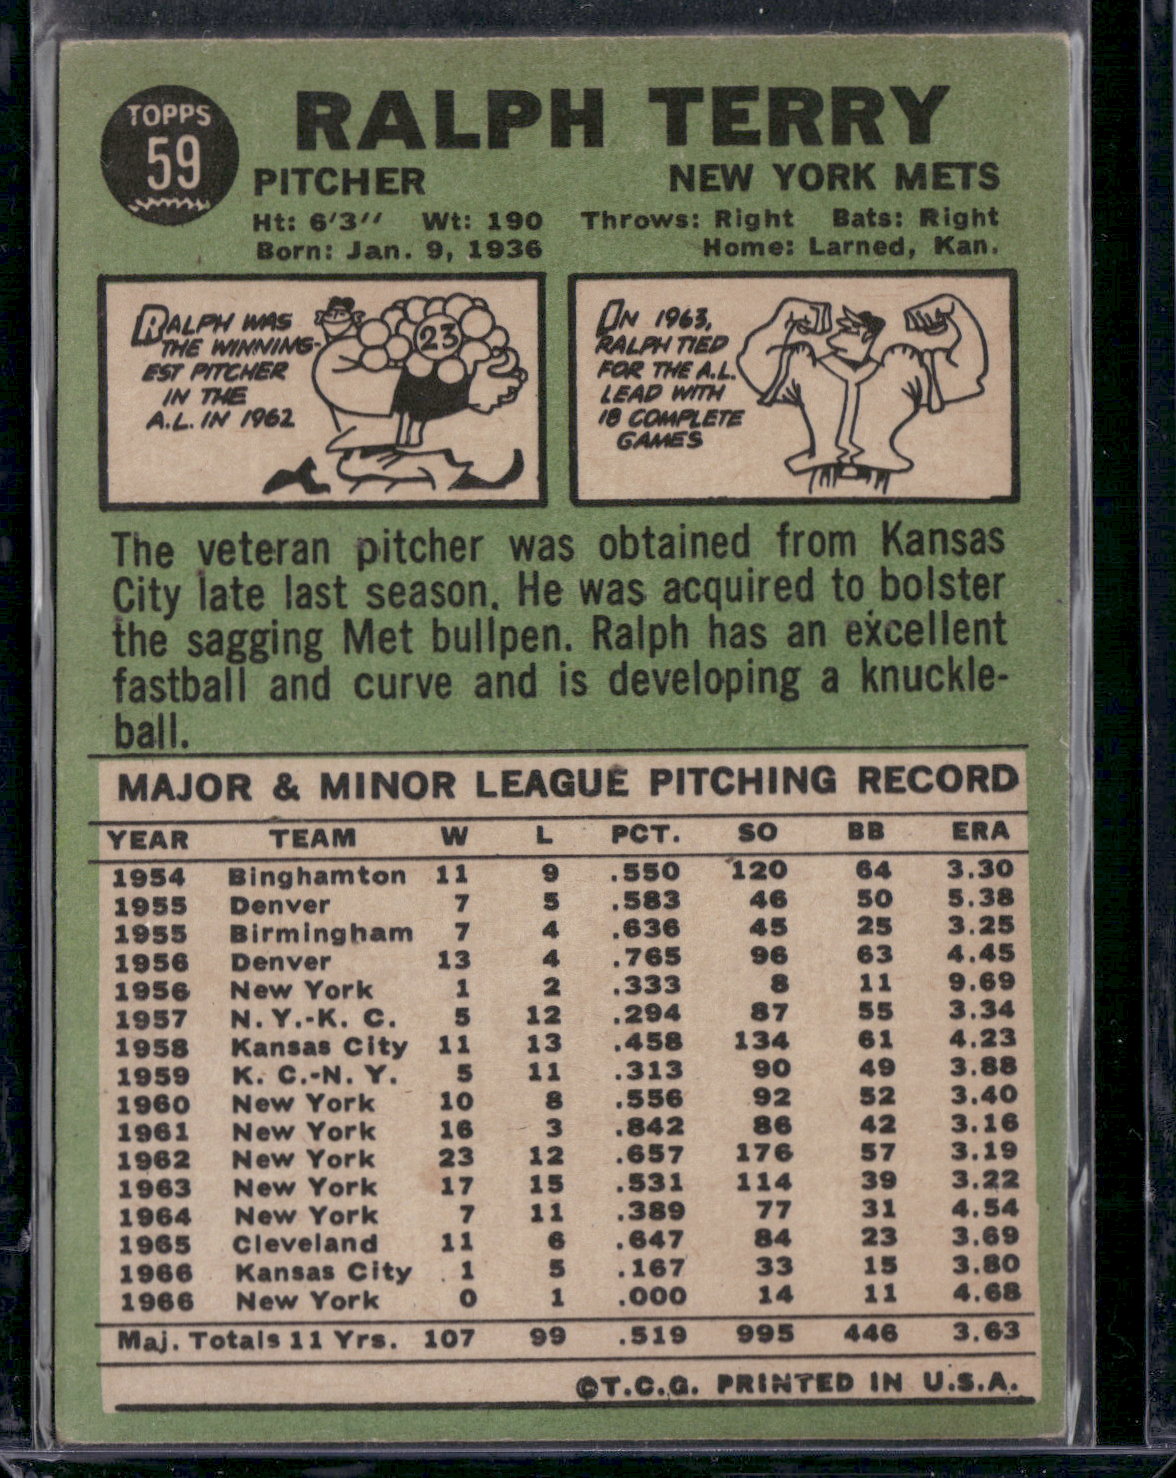 TOPPS
59
RALPH TERRY
PITCHER NEW YORK METS
Ht: 6'3" Wt: 190 Throws: Right Bats: Right
Born: Jan. 9, 1936 Home: Larned, Kan.
RALPH WAS
THE WINNING-
EST PITCHER
IN THE
A.L. IN 1962
23
IN 1963,
RALPH TIED
FOR THE A.L.
LEAD WITH
18 COMPLETE
GAMES
The veteran pitcher was obtained from Kansas
City late last season. He was acquired to bolster
the sagging Met bullpen. Ralph has an excellent
fastball and curve and is developing a knuckle-
ball.
MAJOR & MINOR LEAGUE PITCHING RECORD
YEAR TEAM W L PCT. SO BB ERA
1954 Binghamton 11 9 .550 120 64 3.30
1955 Denver 7 5 .583 46 50 5.38
1955 Birmingham 7 4 .636 45 25 3.25
1956 Denver 13 4 .765 96 63 4.45
1956 New York 1 2 .333 8 11 9.69
1957 N.Y.-K.C. 5 12 .294 87 55 3.34
1958 Kansas City 11 13 .458 134 61 4.23
1959 K.C.-N.Y. 5 11 .313 90 49 3.88
1960 New York 10 8 .556 92 52 3.40
1961 New York 16 3 .842 86 42 3.16
1962 New York 23 12 .657 176 57 3.19
1963 New York 17 15 .531 114 39 3.22
1964 New York 7 11 .389 77 31 4.54
1965 Cleveland 11 6 .647 84 23 3.69
1966 Kansas City 1 5 .167 33 15 3.80
1966 New York 0 1 .000 14 11 4.68
Maj. Totals 11 Yrs. 107 99 .519 995 446 3.63
©T.C.G. PRINTED IN U.S.A.